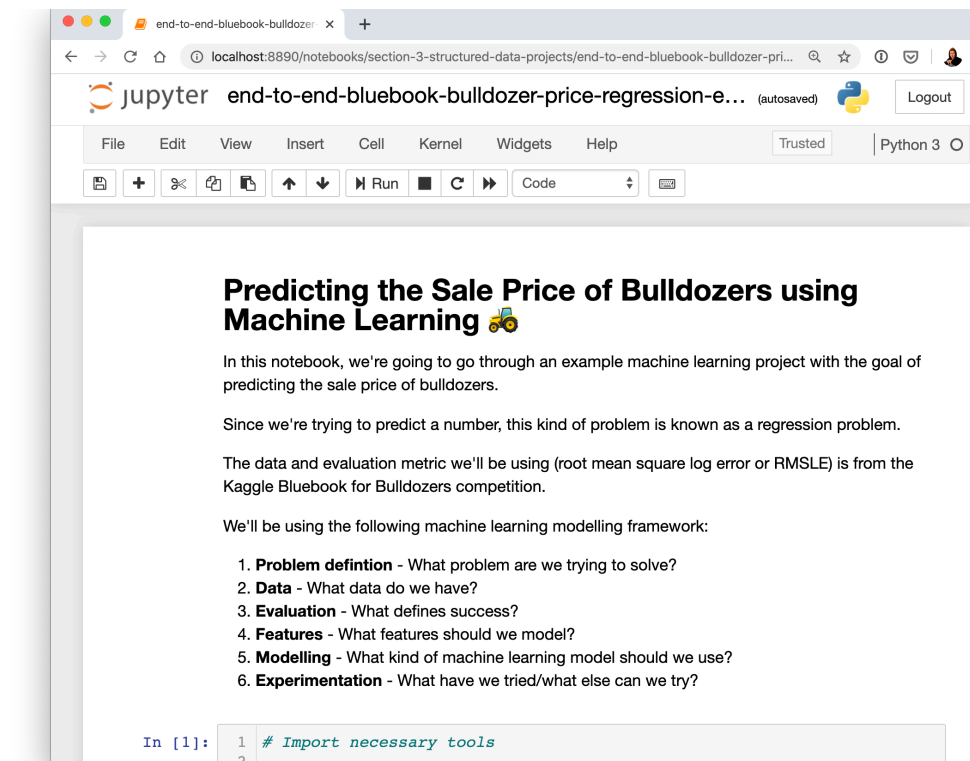 end-to-end-bluebook-bulldozer-
localhost:8890/notebooks/section-3-structured-data-projects/end-to-end-bluebook-bulldozer-pri...
jupyter end-to-end-bluebook-bulldozer-price-regression-e... (autosaved) Logout
File Edit View Insert Cell Kernel Widgets Help Trusted Python 3
Run Code
Predicting the Sale Price of Bulldozers using
Machine Learning 🚜
In this notebook, we're going to go through an example machine learning project with the goal of
predicting the sale price of bulldozers.
Since we're trying to predict a number, this kind of problem is known as a regression problem.
The data and evaluation metric we'll be using (root mean square log error or RMSLE) is from the
Kaggle Bluebook for Bulldozers competition.
We'll be using the following machine learning modelling framework:
1. Problem defintion - What problem are we trying to solve?
2. Data - What data do we have?
3. Evaluation - What defines success?
4. Features - What features should we model?
5. Modelling - What kind of machine learning model should we use?
6. Experimentation - What have we tried/what else can we try?
In [1]: 1 # Import necessary tools
2